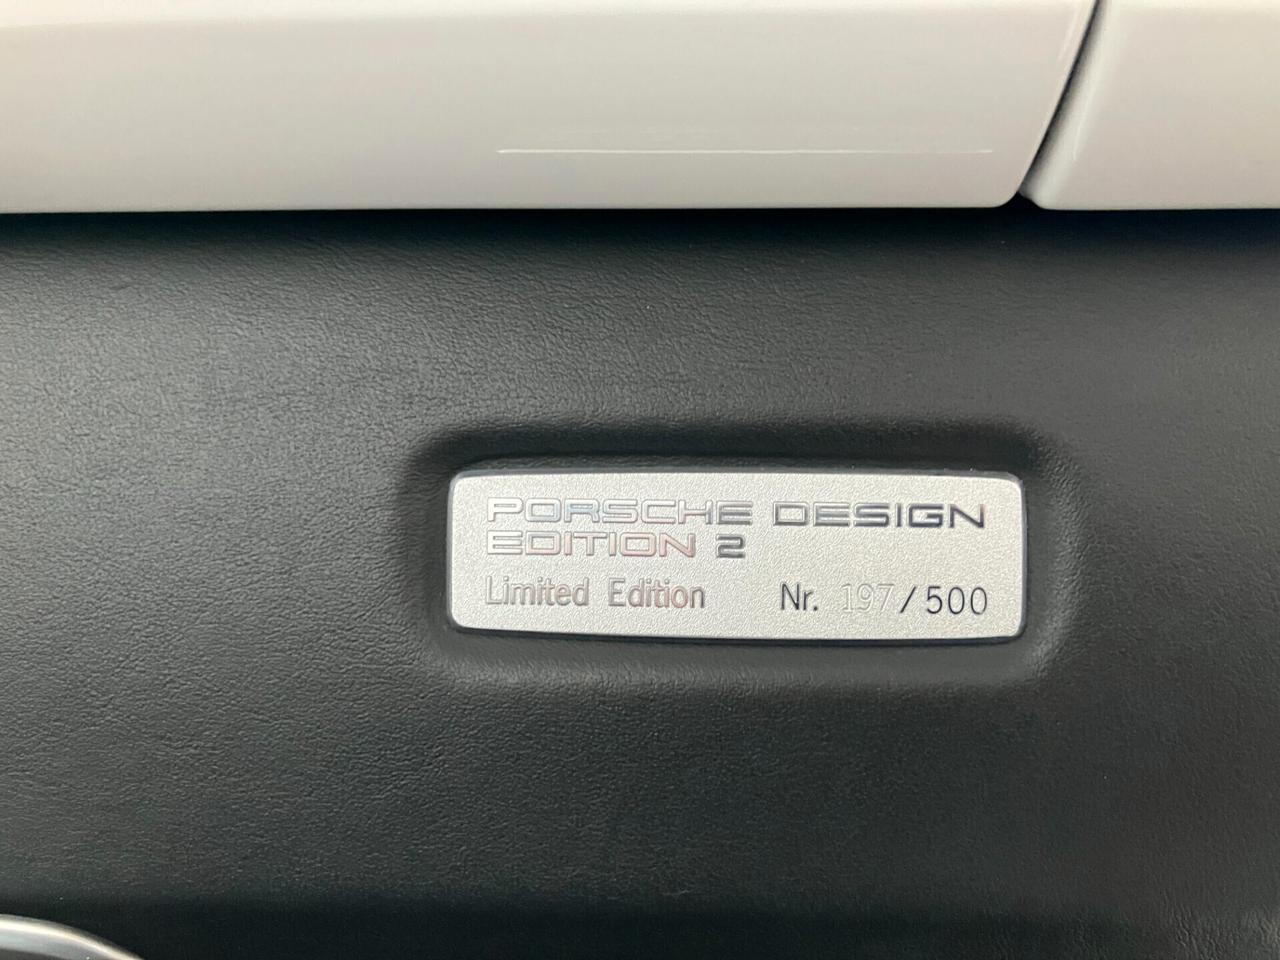 PORSCHE DESIGN
EDITION 2
Limited Edition Nr. 197/500